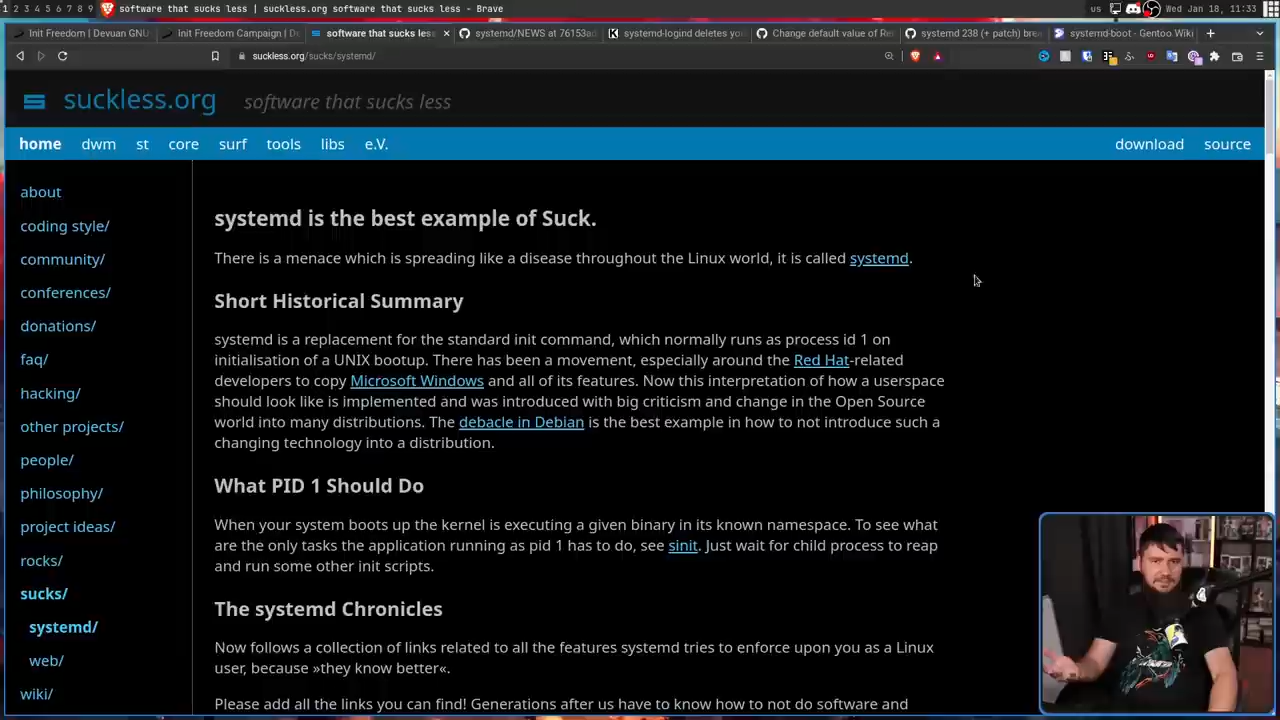 1 2 3 4 5 6 7 8 9 software that sucks less | suckless.org software that sucks less - Brave us Wed Jan 18, 11:33
Init Freedom | Devuan GNU Init Freedom Campaign | D software that sucks less systemd/NEWS at 76153a systemd-logind deletes yo Change default value of Re systemd 238 (+ patch) bre systemd-boot - Gentoo Wiki
suckless.org/sucks/systemd/
suckless.org software that sucks less
home dwm st core surf tools libs e.V. download source
about
coding style/
community/
conferences/
donations/
faq/
hacking/
other projects/
people/
philosophy/
project ideas/
rocks/
sucks/
systemd/
web/
wiki/
systemd is the best example of Suck.
There is a menace which is spreading like a disease throughout the Linux world, it is called systemd.
Short Historical Summary
systemd is a replacement for the standard init command, which normally runs as process id 1 on
initialisation of a UNIX bootup. There has been a movement, especially around the Red Hat-related
developers to copy Microsoft Windows and all of its features. Now this interpretation of how a userspace
should look like is implemented and was introduced with big criticism and change in the Open Source
world into many distributions. The debacle in Debian is the best example in how to not introduce such a
changing technology into a distribution.
What PID 1 Should Do
When your system boots up the kernel is executing a given binary in its known namespace. To see what
are the only tasks the application running as pid 1 has to do, see sinit. Just wait for child process to reap
and run some other init scripts.
The systemd Chronicles
Now follows a collection of links related to all the features systemd tries to enforce upon you as a Linux
user, because »they know better«.
Please add all the links you can find! Generations after us have to know how to not do software and